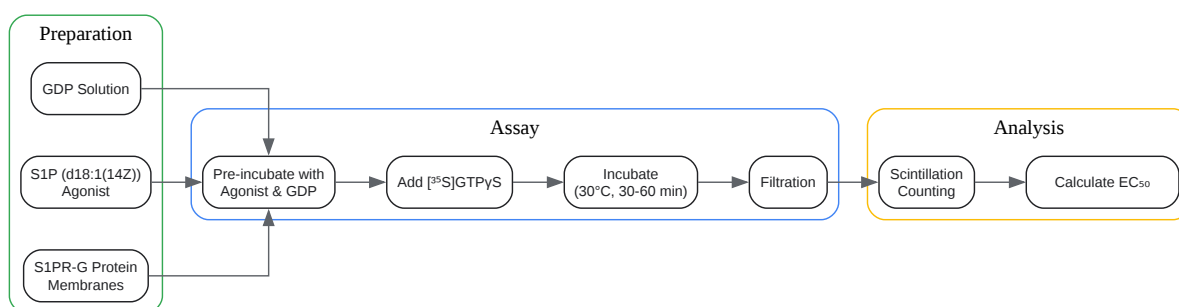 Preparation
GDP Solution
S1P (d18:1(14Z))
Agonist
S1PR-G Protein
Membranes
Assay
Pre-incubate with
Agonist & GDP
Add [³⁵S]GTPγS
Incubate
(30°C, 30-60 min)
Filtration
Analysis
Scintillation
Counting
Calculate EC₅₀